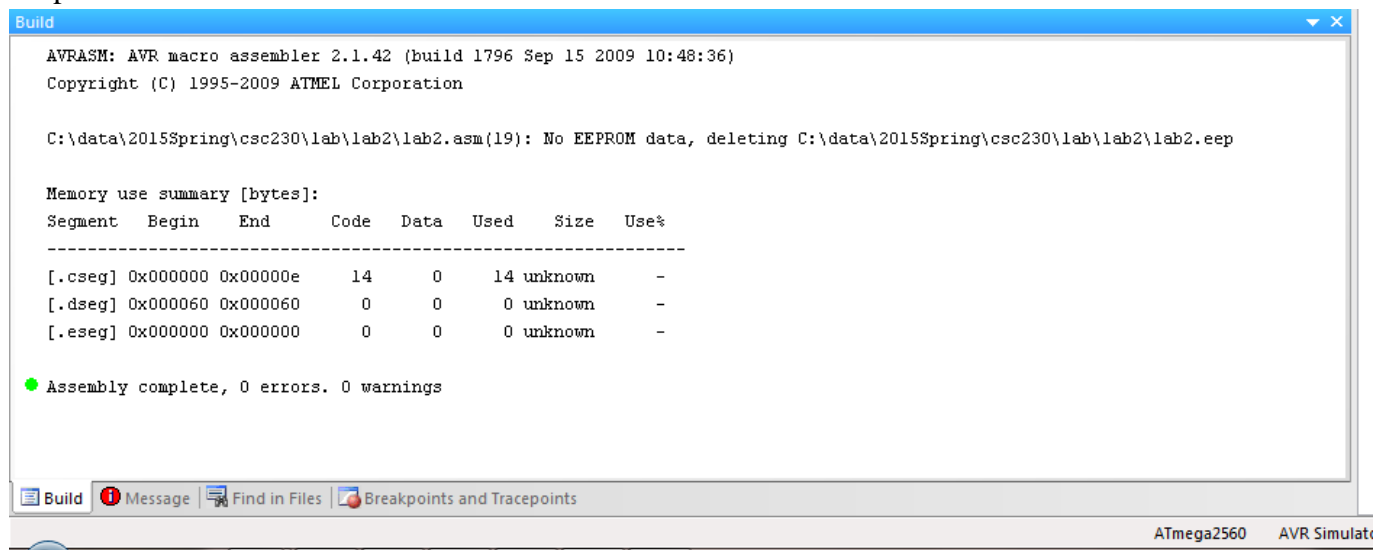 Build
AVRASM: AVR macro assembler 2.1.42 (build 1796 Sep 15 2009 10:48:36)
Copyright (C) 1995-2009 ATMEL Corporation
C:\data\2015Spring\csc230\lab\lab2\lab2.asm(19): No EEPROM data, deleting C:\data\2015Spring\csc230\lab\lab2\lab2.eep
Memory use summary [bytes]:
Segment Begin End Code Data Used Size Use%
---------------------------------------------------------------
[.cseg] 0x000000 0x00000e 14 0 14 unknown -
[.dseg] 0x000060 0x000060 0 0 0 unknown -
[.eseg] 0x000000 0x000000 0 0 0 unknown -
Assembly complete, 0 errors. 0 warnings
Build Message Find in Files Breakpoints and Tracepoints
ATmega2560 AVR Simulato